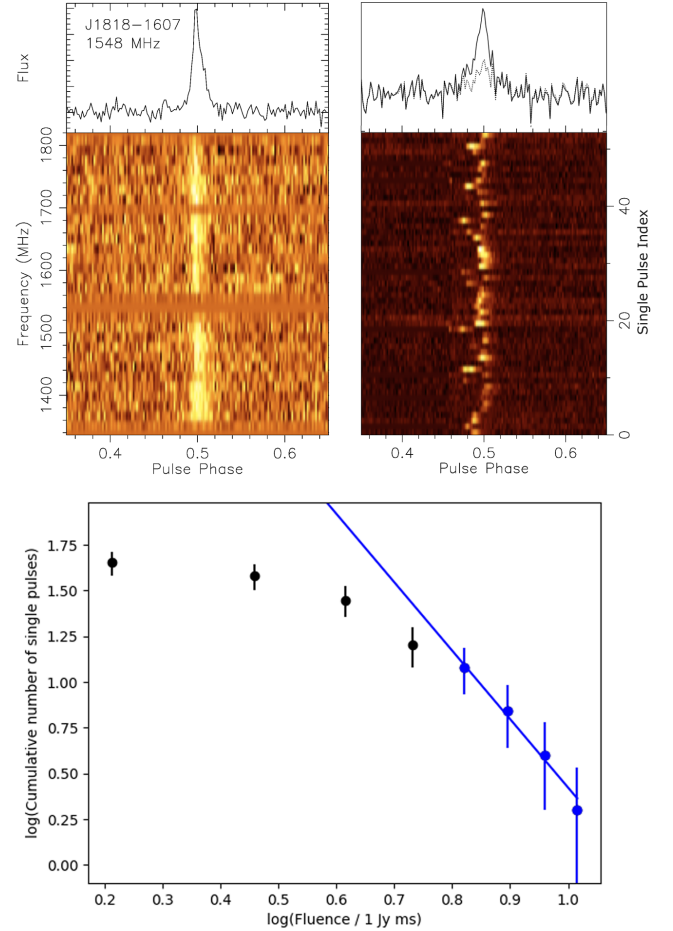 J1818−1607
1548 MHz
Flux
Frequency (MHz)
1800
1700
1600
1500
1400
0.4 0.5 0.6
Pulse Phase
40
20
0
Single Pulse Index
0.4 0.5 0.6
Pulse Phase
log(Cumulative number of single pulses)
1.75
1.50
1.25
1.00
0.75
0.50
0.25
0.00
0.2 0.3 0.4 0.5 0.6 0.7 0.8 0.9 1.0
log(Fluence / 1 Jy ms)